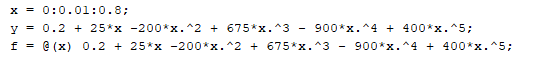 x = 0:0.01:0.8;
y = 0.2 + 25*x -200*x.^2 + 675*x.^3 - 900*x.^4 + 400*x.^5;
f = @(x) 0.2 + 25*x -200*x.^2 + 675*x.^3 - 900*x.^4 + 400*x.^5;